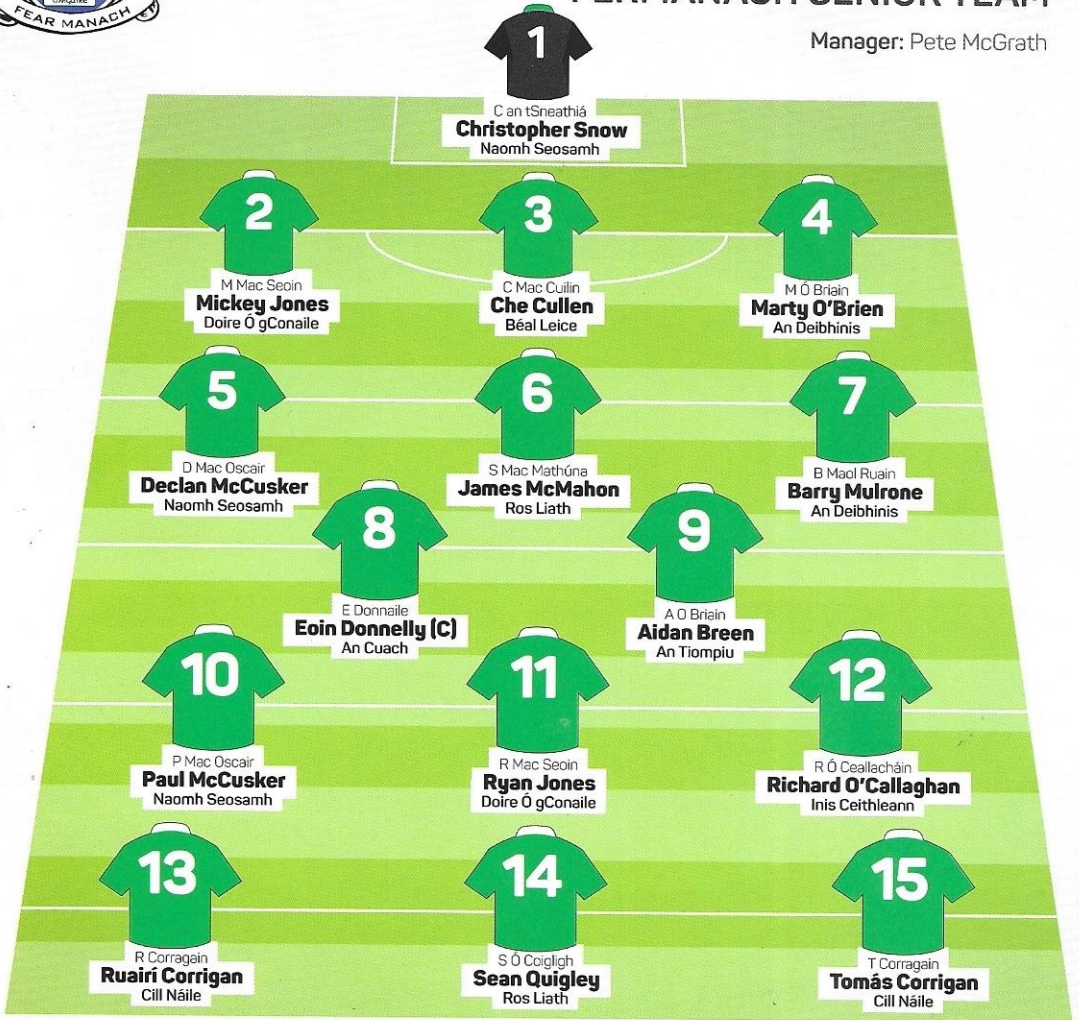 FEAR MANACH
FERMANAGH SENIOR TEAM
Manager: Pete McGrath
1
C an tSneathiá
Christopher Snow
Naomh Seosamh
2
3
4
M Mac Seoin
Mickey Jones
Doire Ó gConaile
C Mac Cuilin
Che Cullen
Béal Leice
M Ó Briain
Marty O'Brien
An Deibhinis
5
6
7
D Mac Oscair
Declan McCusker
Naomh Seosamh
S Mac Mathúna
James McMahon
Ros Liath
B Maol Ruain
Barry Mulrone
An Deibhinis
8
9
E Donnaile
Eoin Donnelly (C)
An Cuach
A O Briain
Aidan Breen
An Tiompiu
10
11
12
P Mac Oscair
Paul McCusker
Naomh Seosamh
R Mac Seoin
Ryan Jones
Doire Ó gConaile
R Ó Ceallacháin
Richard O'Callaghan
Inis Ceithleann
13
14
15
R Corragain
Ruairí Corrigan
Cill Náile
S Ó Coigligh
Sean Quigley
Ros Liath
T Corragain
Tomás Corrigan
Cill Náile